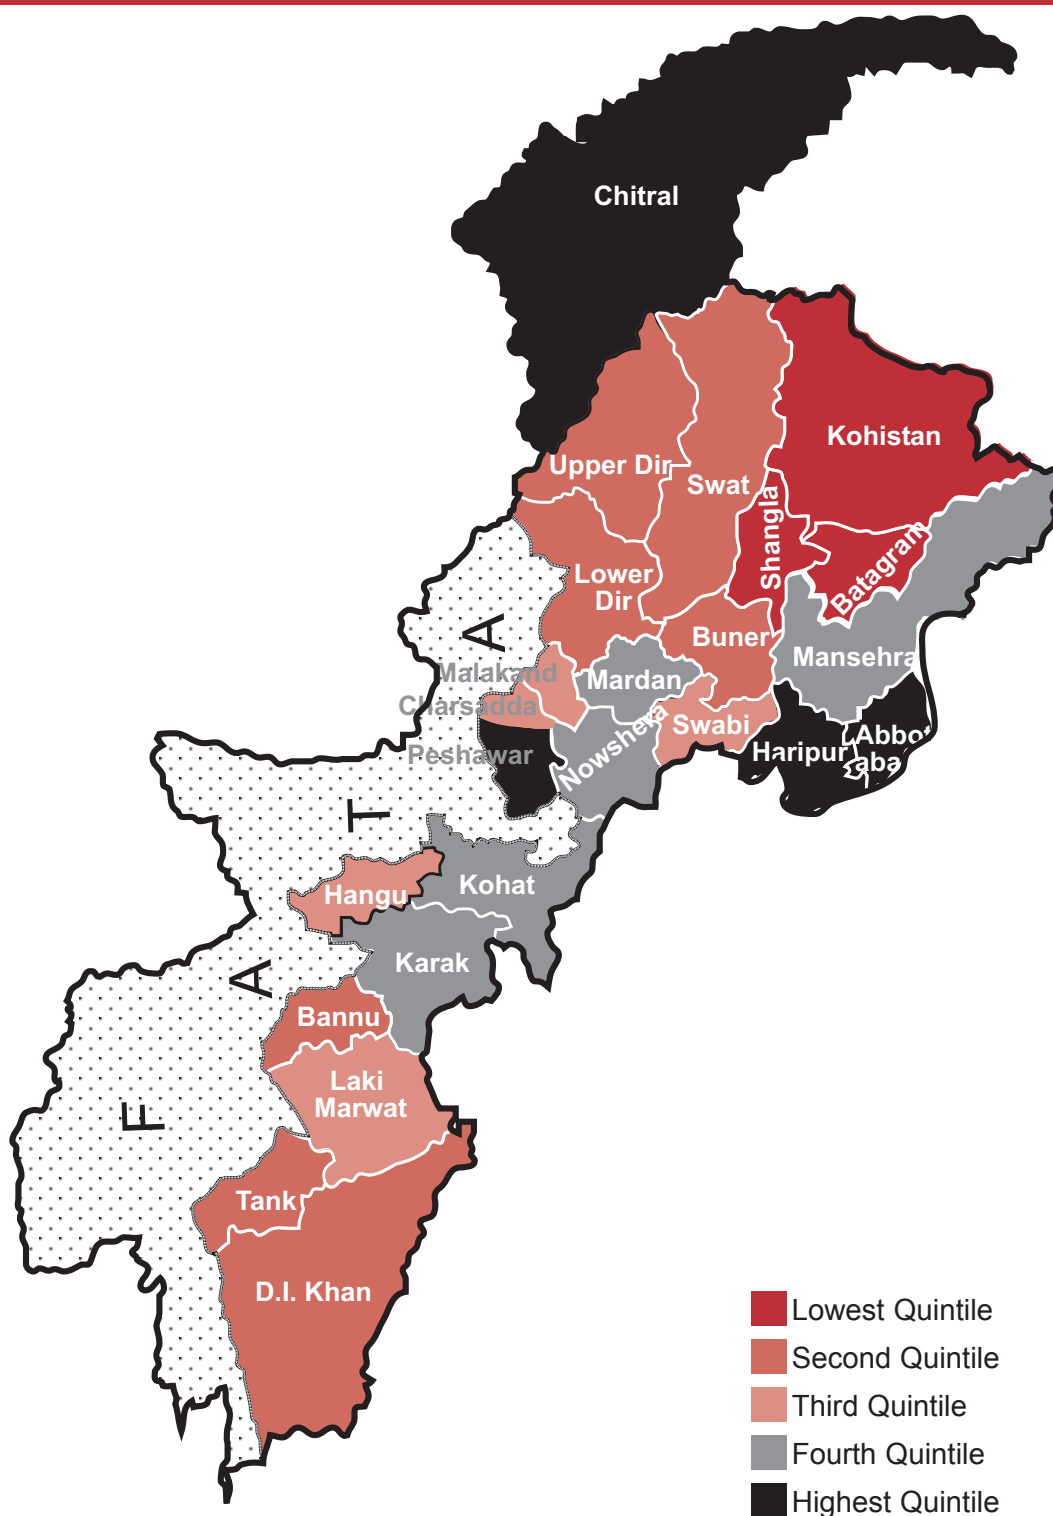 Chitral
Kohistan
Upper Dir
Swat
Shangla
Batagram
Lower
Dir
A
Buner
Mansehra
Malakand
Mardan
Charsadda
Swabi
Nowshera
Peshawar
Haripur
Abbot
aba
T
Hangu
Kohat
Karak
A
Bannu
Laki
Marwat
F
Tank
D.I. Khan
Lowest Quintile
Second Quintile
Third Quintile
Fourth Quintile
Highest Quintile